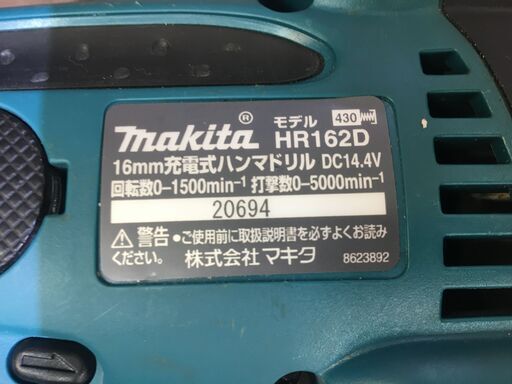 makita® モデル 430
HR162D
16mm充電式ハンマドリル DC14.4V
回転数0-1500min⁻¹ 打撃数0-5000min⁻¹
20694
⚠警告 ●ご使用前に取扱説明書を必ずよくお読み
ください。 株式会社マキタ 8623892